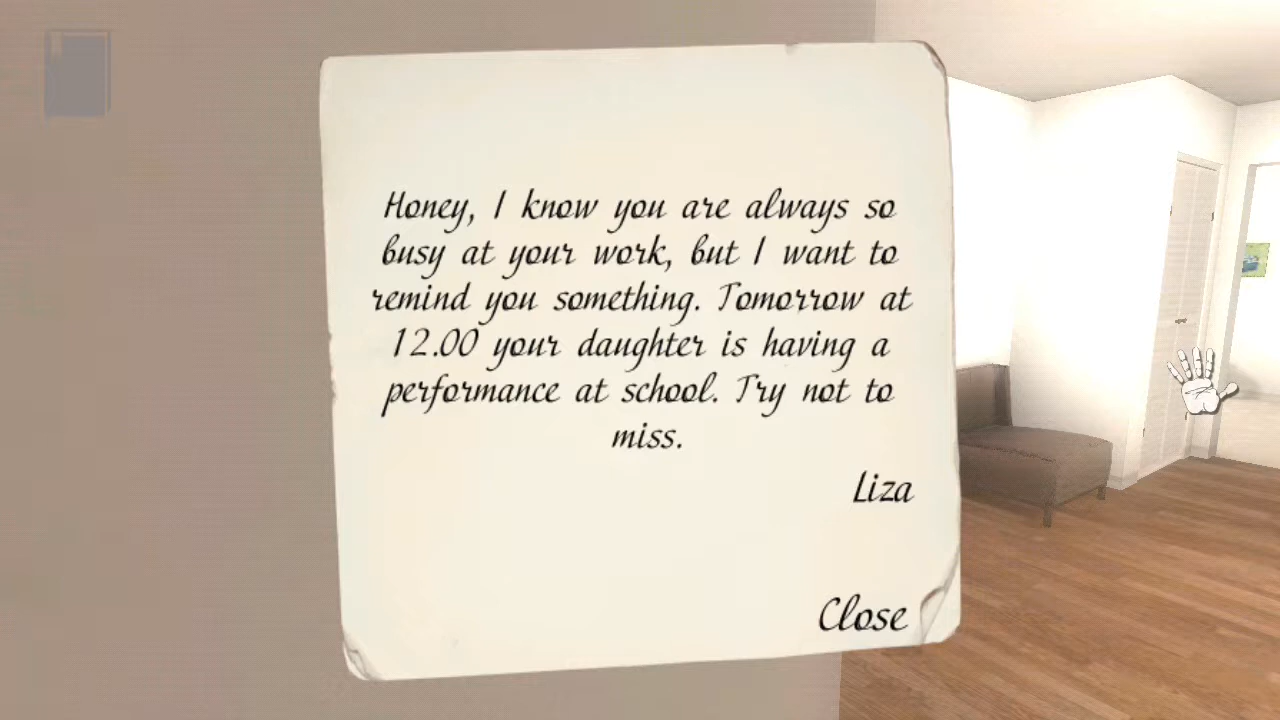 Honey, I know you are always so
busy at your work, but I want to
remind you something. Tomorrow at
12.00 your daughter is having a
performance at school. Try not to
miss.
Liza
Close